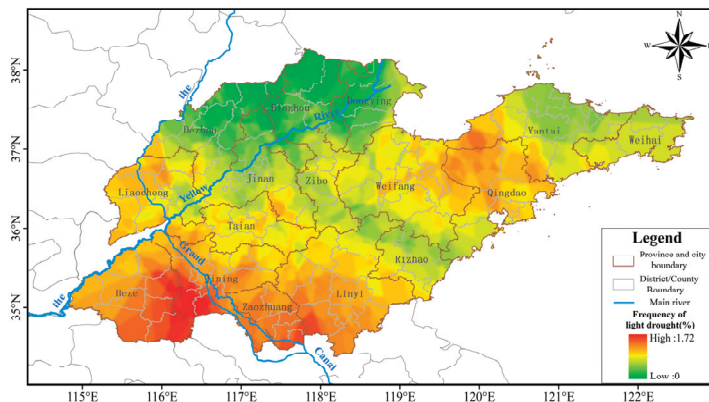 N
W E
S
38°N
37°N
36°N
35°N
the
Binzhou
Dongying
Dezhou
River
Yantai
Weihai
Liaocheng
Jinan
Zibo
Weifang
Yellow
Qingdao
Taian
Rizhao
Grand
Jining
Heze
Zaozhuang
Linyi
the
Canal
115°E 116°E 117°E 118°E 119°E 120°E 121°E 122°E
Legend
Province and city
boundary
District/County
Boundary
Main river
Frequency of
light drought(%)
High :1.72
Low :0